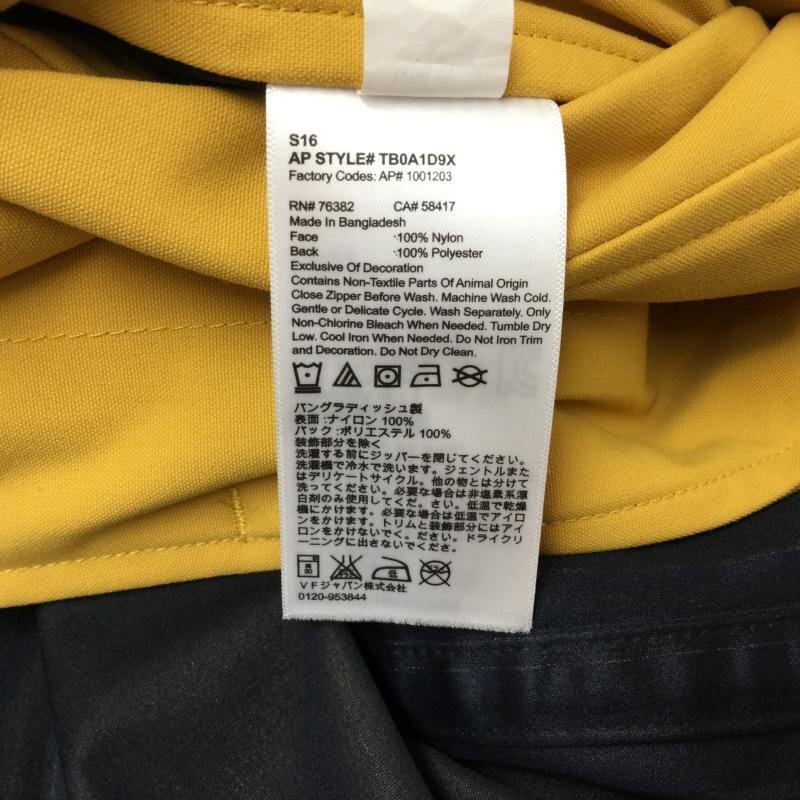 S16
AP STYLE# TB0A1D9X
Factory Codes: AP# 1001203
RN# 76382 CA# 58417
Made In Bangladesh
Face :100% Nylon
Back :100% Polyester
Exclusive Of Decoration
Contains Non-Textile Parts Of Animal Origin
Close Zipper Before Wash. Machine Wash Cold.
Gentle or Delicate Cycle. Wash Separately. Only
Non-Chlorine Bleach When Needed. Tumble Dry
Low. Cool Iron When Needed. Do Not Iron Trim
and Decoration. Do Not Dry Clean.
バングラディッシュ製
表面 :ナイロン 100%
バック :ポリエステル 100%
装飾部分を除く
洗濯する前にジッパーを閉じてください。
洗濯機で冷水で洗います。ジェントルまた
はデリケートサイクル。他の物とは分けて
洗ってください。必要な場合は非塩素系漂
白剤のみ使用してくだ. さい。低温で乾燥
機にかけます。必要な場合は低温でアイロ
ンをかけます。トリムと装飾部分にはアイ
ロンをかけないでく。ださい。ドライクリ
ーニングに出さないでください。
低
VFジャパン株式会社
0120-953844